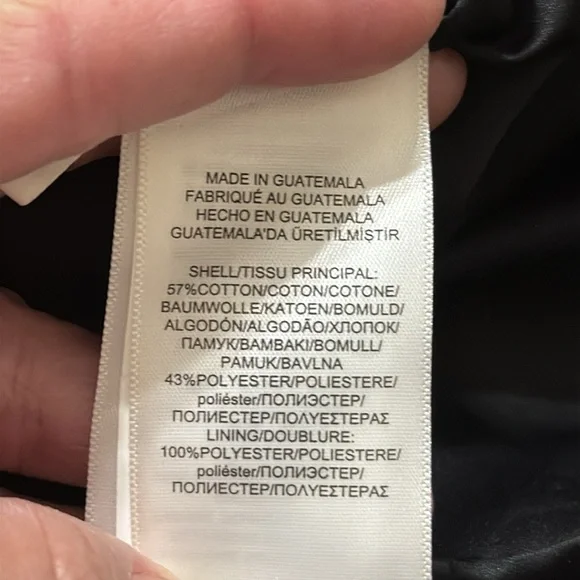 MADE IN GUATEMALA
FABRIQUÉ AU GUATEMALA
HECHO EN GUATEMALA
GUATEMALA'DA ÜRETİLMİŞTİR
SHELL/TISSU PRINCIPAL:
57%COTTON/COTON/COTONE/
BAUMWOLLE/KATOEN/BOMULD/
ALGODÓN/ALGODÃO/ХЛОПОК/
ПАМУК/ΒΑΜΒΑΚΙ/BOMULL/
PAMUK/BAVLNA
43%POLYESTER/POLIESTERE/
poliéster/ПОЛИЭСТЕР/
ПОЛИЕСТЕР/ΠΟΛΥΕΣΤΕΡΑΣ
LINING/DOUBLURE:
100%POLYESTER/POLIESTERE/
poliéster/ПОЛИЭСТЕР/
ПОЛИЕСТЕР/ΠΟΛΥΕΣΤΕΡΑΣ